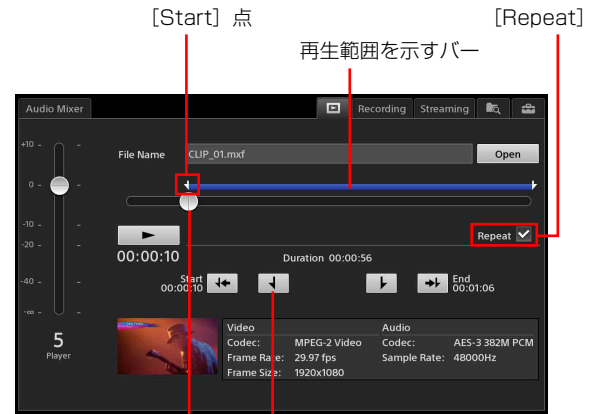 ［Start］点
［Repeat］
再生範囲を示すバー
Audio Mixer
Recording
Streaming
+10
0
-10
-20
-40
-∞
5
Player
File Name
CLIP_01.mxf
Open
Repeat
00:00:10
Duration 00:00:56
Start
00:00:10
End
00:01:06
Video
Codec: MPEG-2 Video
Frame Rate: 29.97 fps
Frame Size: 1920x1080
Audio
Codec: AES-3 382M PCM
Sample Rate: 48000Hz